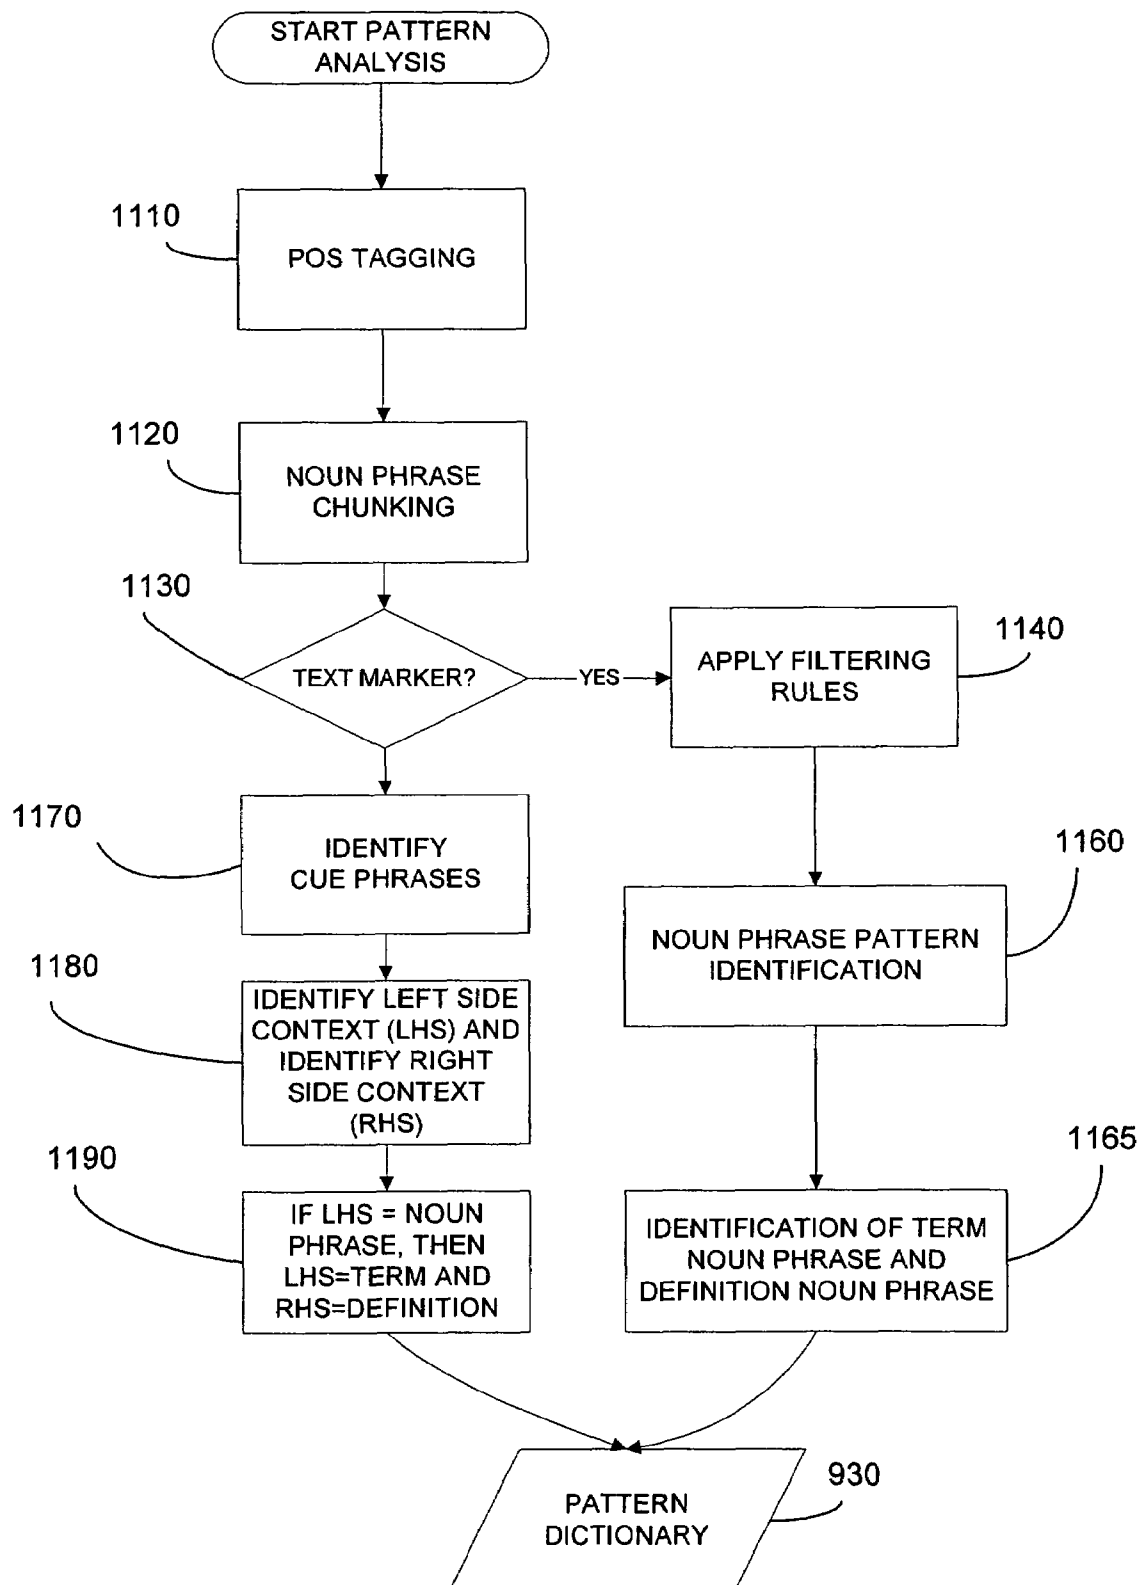 START PATTERN
ANALYSIS
1110
POS TAGGING
1120
NOUN PHRASE
CHUNKING
1130
TEXT MARKER?
YES
APPLY FILTERING
RULES
1140
1170
IDENTIFY
CUE PHRASES
1160
NOUN PHRASE PATTERN
IDENTIFICATION
1180
IDENTIFY LEFT SIDE
CONTEXT (LHS) AND
IDENTIFY RIGHT
SIDE CONTEXT
(RHS)
1190
IF LHS = NOUN
PHRASE, THEN
LHS=TERM AND
RHS=DEFINITION
1165
IDENTIFICATION OF TERM
NOUN PHRASE AND
DEFINITION NOUN PHRASE
930
PATTERN
DICTIONARY